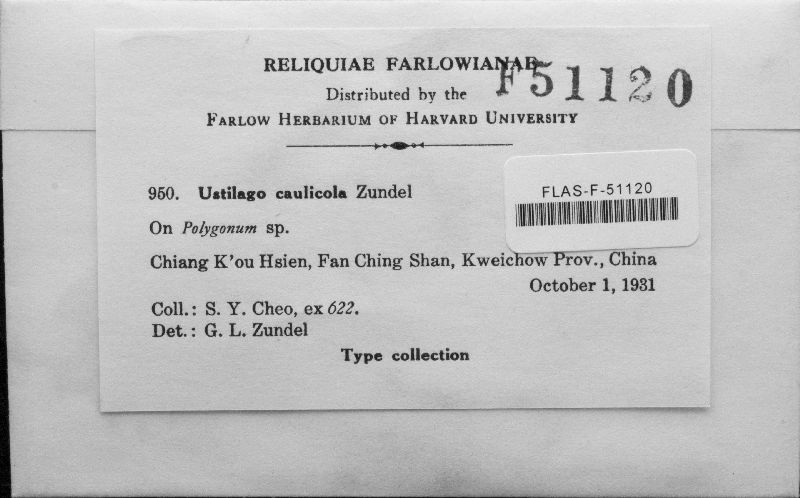 RELIQUIAE FARLOWIANAE
F51120
Distributed by the
FARLOW HERBARIUM OF HARVARD UNIVERSITY
FLAS-F-51120
950. Ustilago caulicola Zundel
On Polygonum sp.
Chiang K'ou Hsien, Fan Ching Shan, Kweichow Prov., China
October 1, 1931
Coll.: S. Y. Cheo, ex 622.
Det.: G. L. Zundel
Type collection